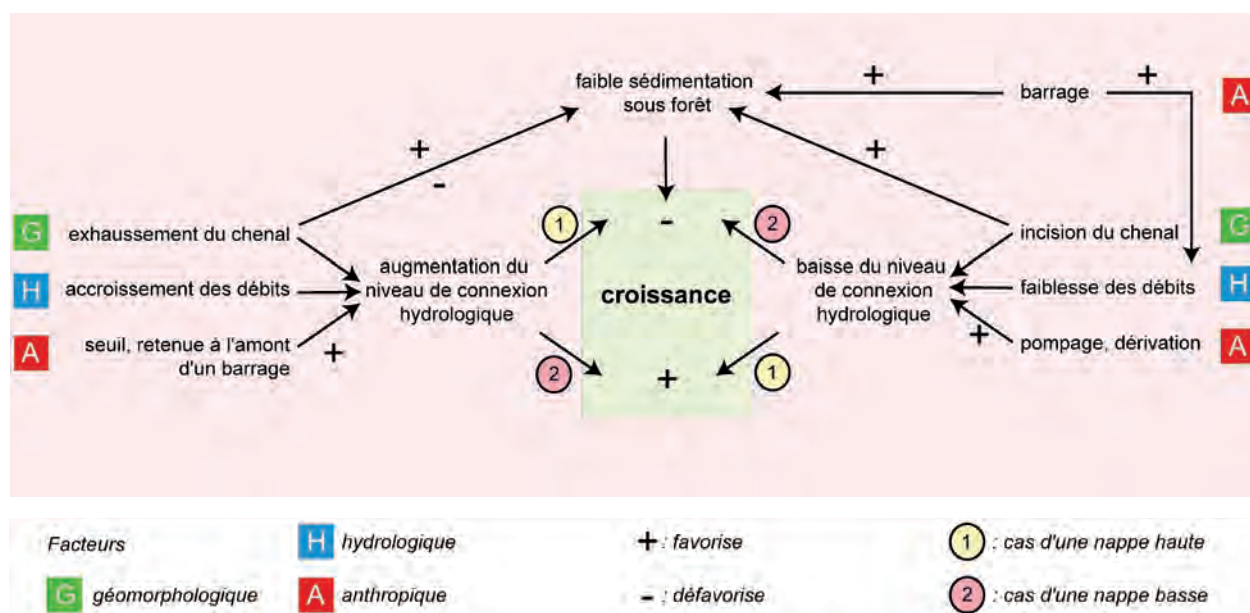 faible sédimentation
sous forêt
+
+
barrage
A
+
-
+
G
exhaussement du chenal
1
-
2
incision du chenal
G
H
accroissement des débits
augmentation du
niveau de connexion
hydrologique
croissance
baisse du niveau
de connexion
hydrologique
faiblesse des débits
H
A
seuil, retenue à l'amont
d'un barrage
+
2
+
1
+
pompage, dérivation
A
Facteurs
H hydrologique
+ : favorise
1 : cas d'une nappe haute
G géomorphologique
A anthropique
- : défavorise
2 : cas d'une nappe basse